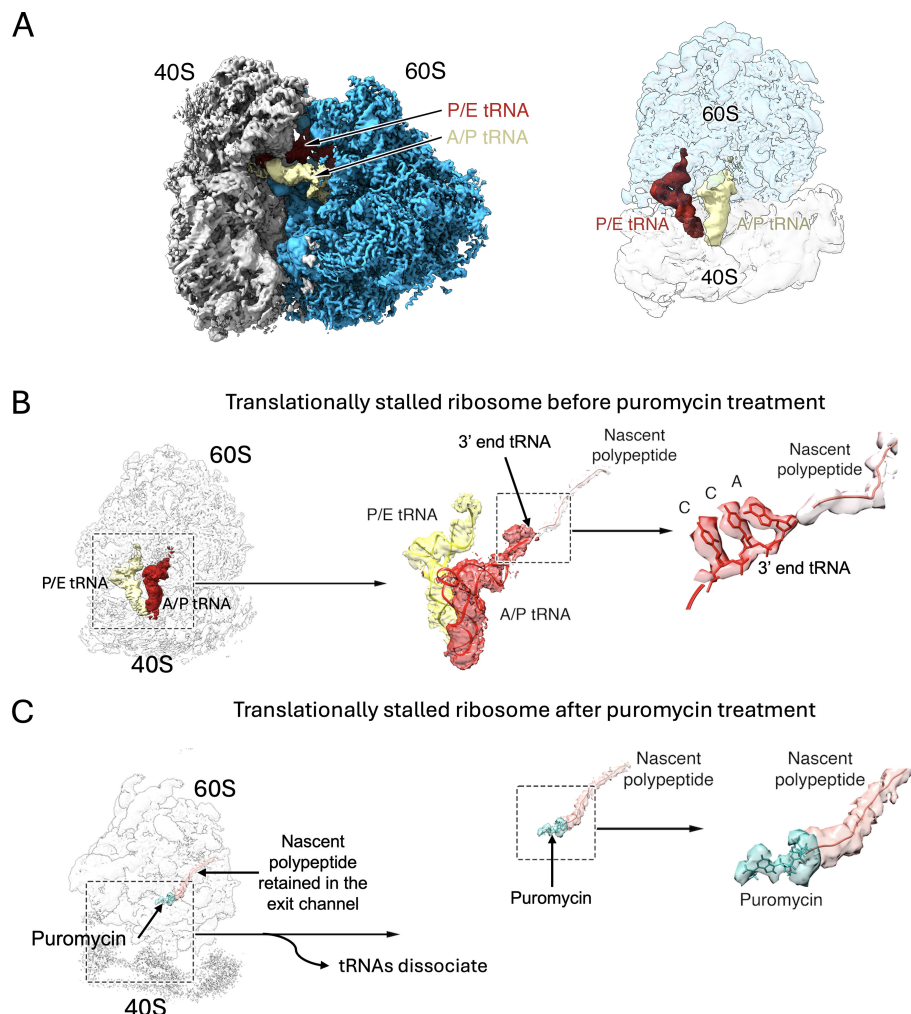 A
40S
60S
P/E tRNA
A/P tRNA
60S
P/E tRNA
A/P tRNA
40S
B
Translationally stalled ribosome before puromycin treatment
60S
P/E tRNA
A/P tRNA
40S
3’ end tRNA
Nascent
polypeptide
P/E tRNA
A/P tRNA
Nascent
polypeptide
C
C
A
3’ end tRNA
C
Translationally stalled ribosome after puromycin treatment
60S
Nascent
polypeptide
retained in the
exit channel
Puromycin
tRNAs dissociate
40S
Nascent
polypeptide
Puromycin
Nascent
polypeptide
Puromycin